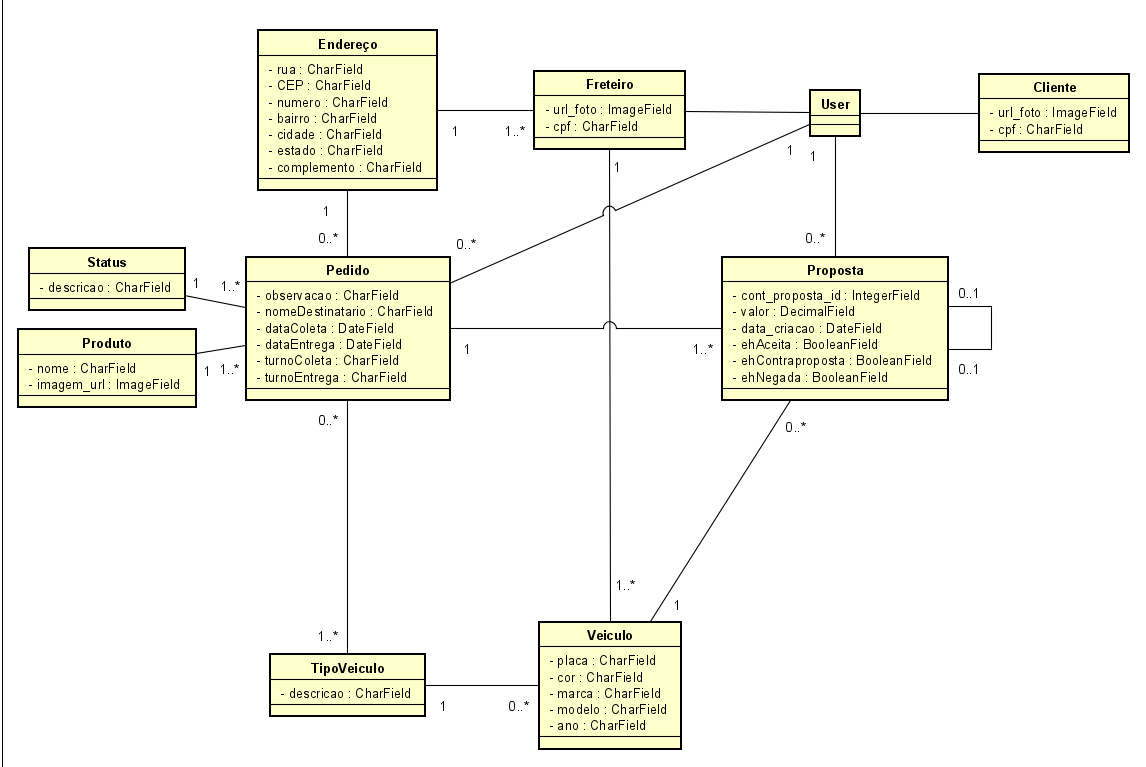 Endereço
- rua : CharField
- CEP : CharField
- numero : CharField
- bairro : CharField
- cidade : CharField
- estado : CharField
- complemento : CharField
1
1..*
Freteiro
- url_foto : ImageField
- cpf : CharField
User
Cliente
- url_foto : ImageField
- cpf : CharField
1
0..*
1
1
1
0..*
0..*
Status
- descricao : CharField
1
1..*
Produto
- nome : CharField
- imagem_url : ImageField
1
1..*
Pedido
- observacao : CharField
- nomeDestinatario : CharField
- dataColeta : DateField
- dataEntrega : DateField
- turnoColeta : CharField
- turnoEntrega : CharField
1
1..*
Proposta
- cont_proposta_id : IntegerField
- valor : DecimalField
- data_criacao : DateField
- ehAceita : BooleanField
- ehContraproposta : BooleanField
- ehNegada : BooleanField
0..1
0..1
0..*
0..*
1..*
1
1..*
TipoVeiculo
- descricao : CharField
1
0..*
Veiculo
- placa : CharField
- cor : CharField
- marca : CharField
- modelo : CharField
- ano : CharField